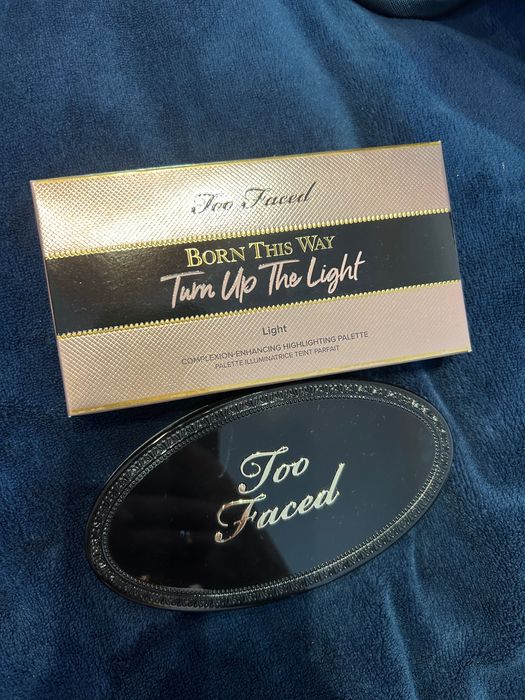 Too Faced
BORN THIS WAY
Turn Up The Light
Light
COMPLEXION-ENHANCING HIGHLIGHTING PALETTE
PALETTE ILLUMINATRICE TEINT PARFAIT
Too
Faced